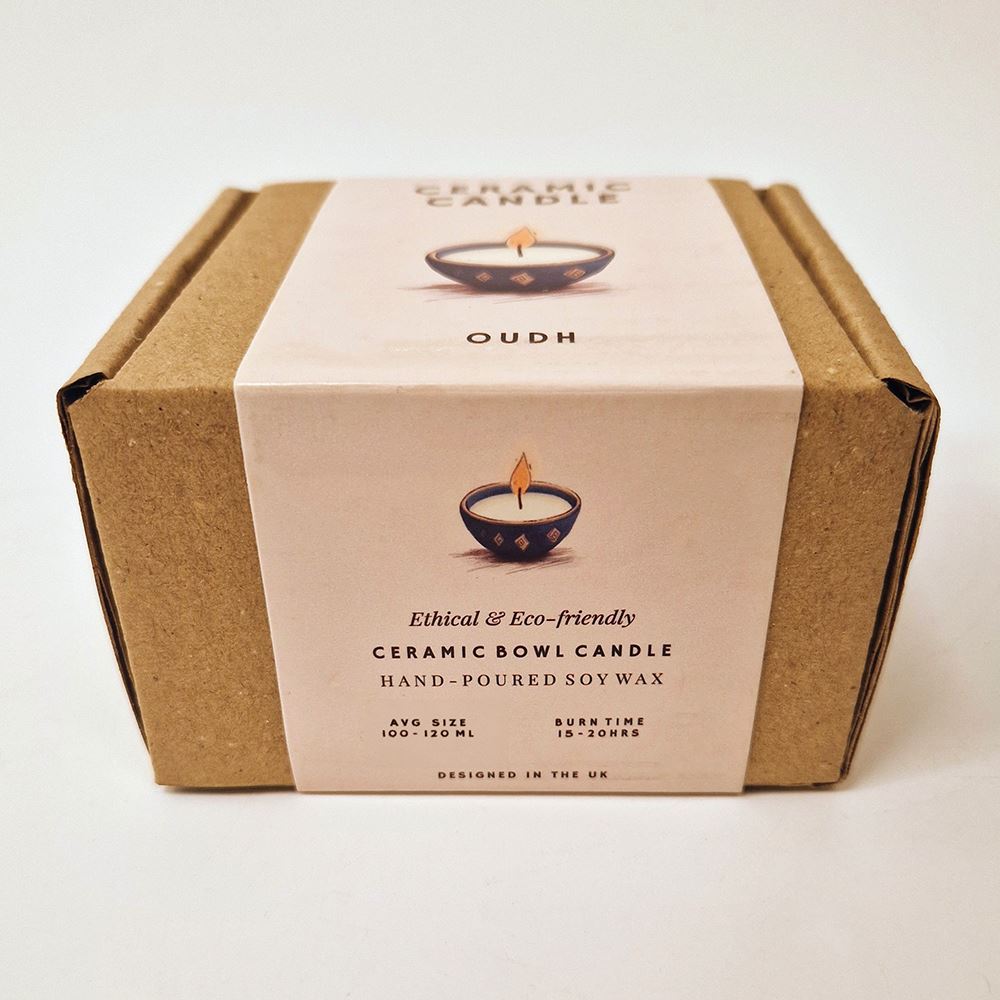 CERAMIC
CANDLE
OUDH
Ethical & Eco-friendly
CERAMIC BOWL CANDLE
HAND-POURED SOY WAX
AVG SIZE
100-120 ML
BURN TIME
15-20HRS
DESIGNED IN THE UK